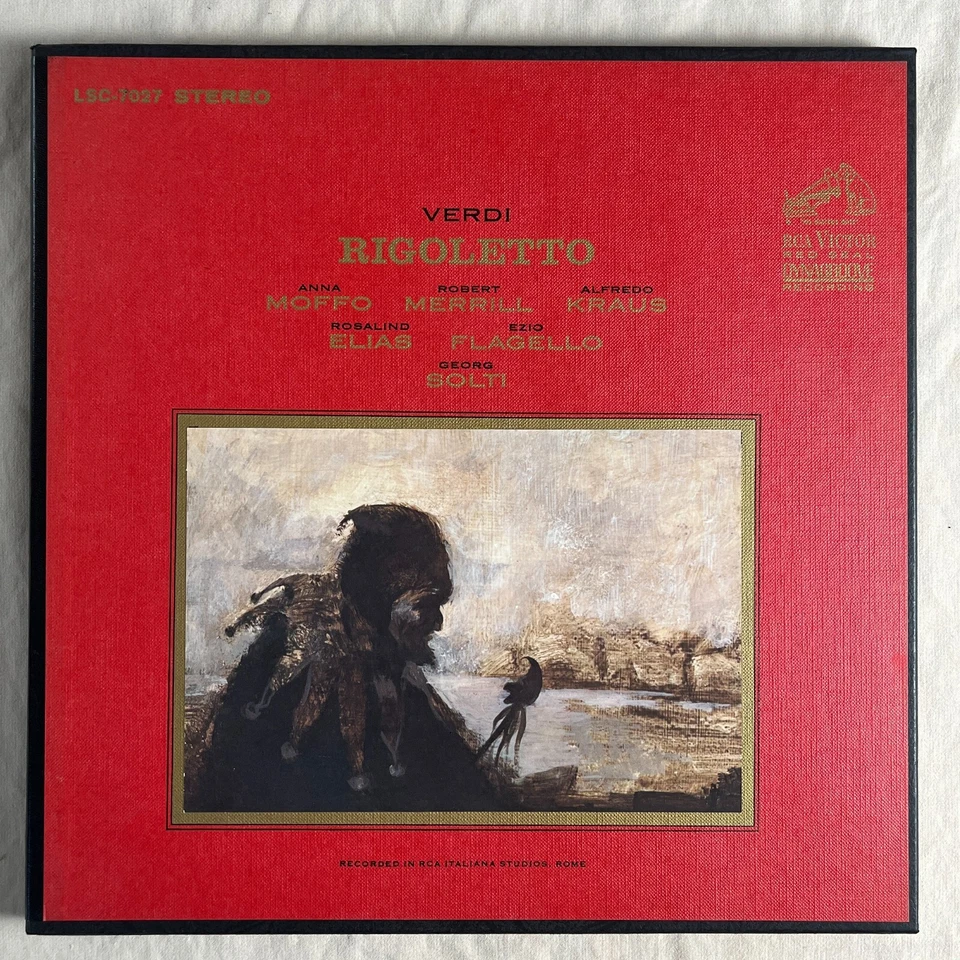 LSC-7027 STEREO
VERDI
RIGOLETTO
ANNA ROBERT ALFREDO
MOFFO MERRILL KRAUS
ROSALIND EZIO
ELIAS FLAGELLO
GEORG
SOLTI
RCA VICTOR
RED SEAL
DYNAGROOVE
RECORDING
RECORDED IN RCA ITALIANA STUDIOS, ROME